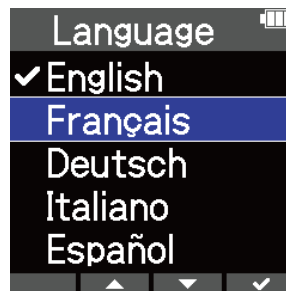 Language
English
Français
Deutsch
Italiano
Español